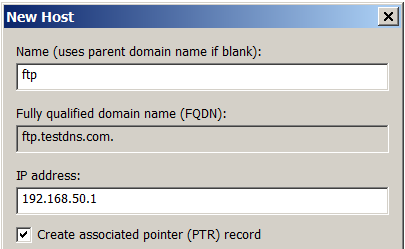 New Host
Name (uses parent domain name if blank):
ftp
Fully qualified domain name (FQDN):
ftp.testdns.com.
IP address:
192.168.50.1
Create associated pointer (PTR) record